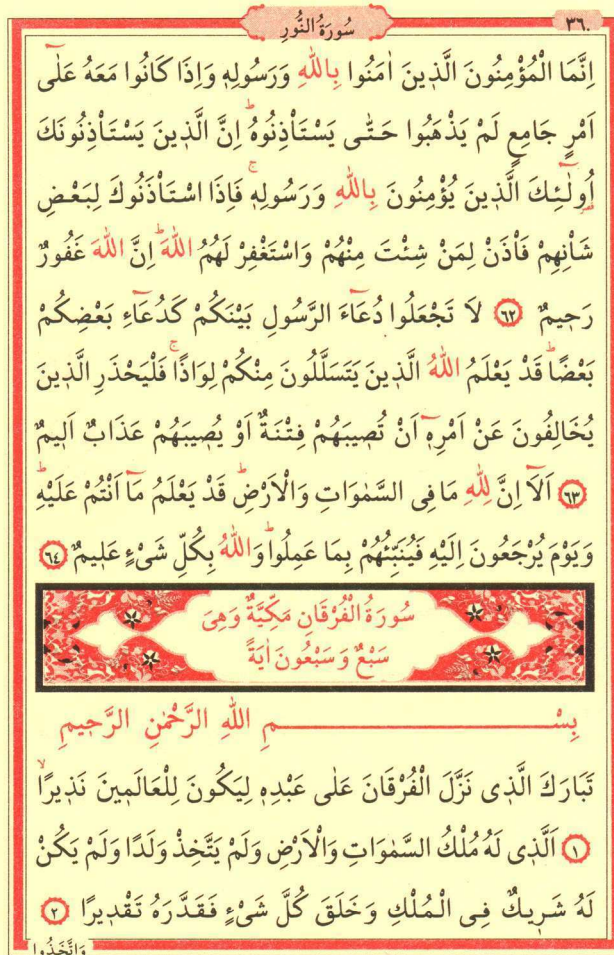 ٣٦٠
سُورَةُ النُّورِ
اِنَّمَا الْمُؤْمِنُونَ الَّذ۪ينَ اٰمَنُوا بِاللّٰهِ وَرَسُولِه۪ وَاِذَا كَانُوا مَعَهُ عَلٰٓى
اَمْرٍ جَامِعٍ لَمْ يَذْهَبُوا حَتّٰى يَسْتَأْذِنُوهُۜ اِنَّ الَّذ۪ينَ يَسْتَأْذِنُونَكَ
اُو۬لٰٓئِكَ الَّذ۪ينَ يُؤْمِنُونَ بِاللّٰهِ وَرَسُولِه۪ۚ فَاِذَا اسْتَأْذَنُوكَ لِبَعْضِ
شَأْنِهِمْ فَأْذَنْ لِمَنْ شِئْتَ مِنْهُمْ وَاسْتَغْفِرْ لَهُمُ اللّٰهَۜ اِنَّ اللّٰهَ غَفُورٌ
رَح۪يمٌ ٦٢ لَا تَجْعَلُوا دُعَٓاءَ الرَّسُولِ بَيْنَكُمْ كَدُعَٓاءِ بَعْضِكُمْ
بَعْضًاۜ قَدْ يَعْلَمُ اللّٰهُ الَّذ۪ينَ يَتَسَلَّلُونَ مِنْكُمْ لِوَاذًاۚ فَلْيَحْذَرِ الَّذ۪ينَ
يُخَالِفُونَ عَنْ اَمْرِه۪ٓ اَنْ تُص۪يبَهُمْ فِتْنَةٌ اَوْ يُص۪يبَهُمْ عَذَابٌ اَل۪يمٌ
٦٣ اَلَٓا اِنَّ لِلّٰهِ مَا فِى السَّمٰوَاتِ وَالْاَرْضِۜ قَدْ يَعْلَمُ مَٓا اَنْتُمْ عَلَيْهِۜ
وَيَوْمَ يُرْجَعُونَ اِلَيْهِ فَيُنَبِّئُهُمْ بِمَا عَمِلُواۜ وَاللّٰهُ بِكُلِّ شَىْءٍ عَل۪يمٌ ٦٤
سُورَةُ الْفُرْقَانِ مَكِّيَّةٌ وَهِىَ
سَبْعٌ وَسَبْعُونَ اٰيَةً
بِسْمِ اللّٰهِ الرَّحْمٰنِ الرَّح۪يمِ
تَبَارَكَ الَّذ۪ى نَزَّلَ الْفُرْقَانَ عَلٰى عَبْدِه۪ لِيَكُونَ لِلْعَالَم۪ينَ نَذ۪يرًاۙ
١ اَلَّذ۪ى لَهُ مُلْكُ السَّمٰوَاتِ وَالْاَرْضِ وَلَمْ يَتَّخِذْ وَلَدًا وَلَمْ يَكُنْ
لَهُ شَر۪يكٌ فِى الْمُلْكِ وَخَلَقَ كُلَّ شَىْءٍ فَقَدَّرَهُ تَقْد۪يرًا ٢
وَاتَّخَذُوا